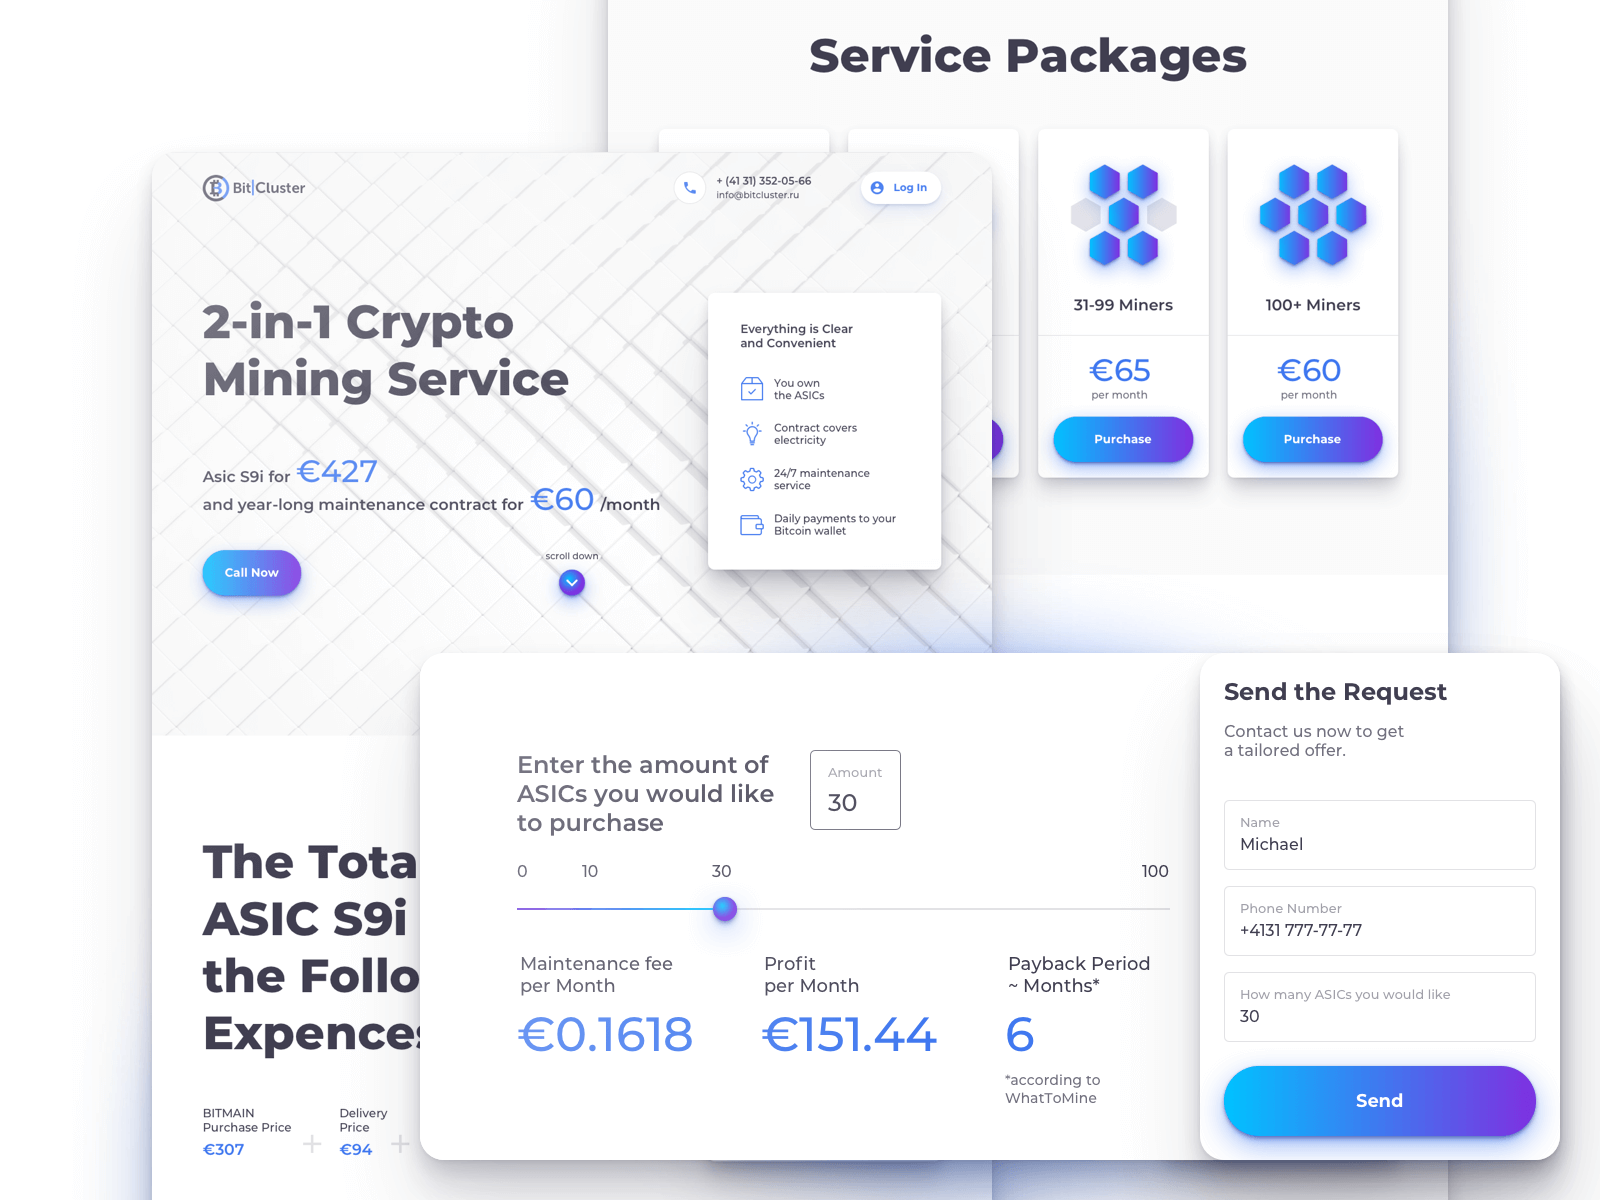 Service Packages
31-99 Miners
€65
per month
Purchase
100+ Miners
€60
per month
Purchase
Bit|Cluster
+ (41 31) 352-05-66
info@bitcluster.ru
Log In
2-in-1 Crypto
Mining Service
Asic S9i for €427
and year-long maintenance contract for €60 /month
Call Now
scroll down
Everything is Clear
and Convenient
You own
the ASICs
Contract covers
electricity
24/7 maintenance
service
Daily payments to your
Bitcoin wallet
The Tota
ASIC S9i
the Follo
Expences
BITMAIN
Purchase Price
€307
+
Delivery
Price
€94
+
Enter the amount of
ASICs you would like
to purchase
Amount
30
0 10 30 100
Maintenance fee
per Month
€0.1618
Profit
per Month
€151.44
Payback Period
~ Months*
6
*according to
WhatToMine
Send the Request
Contact us now to get
a tailored offer.
Name
Michael
Phone Number
+4131 777-77-77
How many ASICs you would like
30
Send